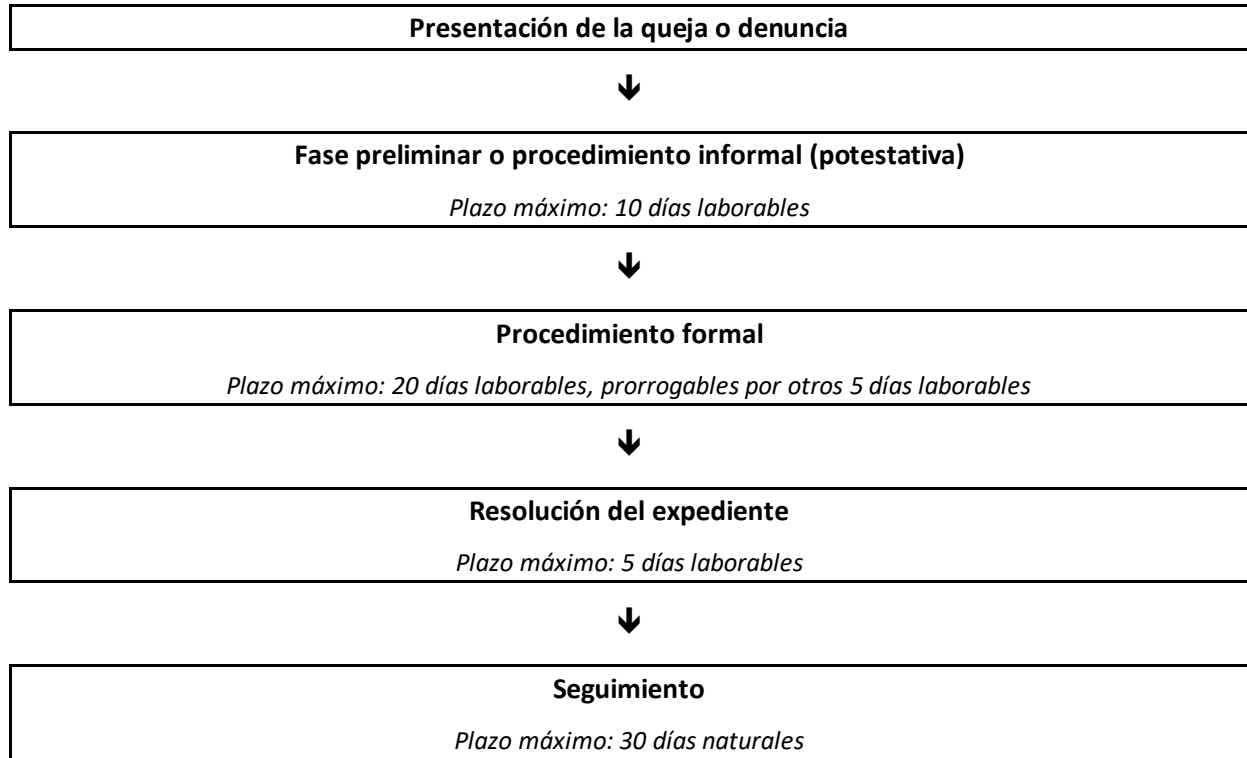 Presentación de la queja o denuncia
Fase preliminar o procedimiento informal (potestativa)
Plazo máximo: 10 días laborables
Procedimiento formal
Plazo máximo: 20 días laborables, prorrogables por otros 5 días laborables
Resolución del expediente
Plazo máximo: 5 días laborables
Seguimiento
Plazo máximo: 30 días naturales